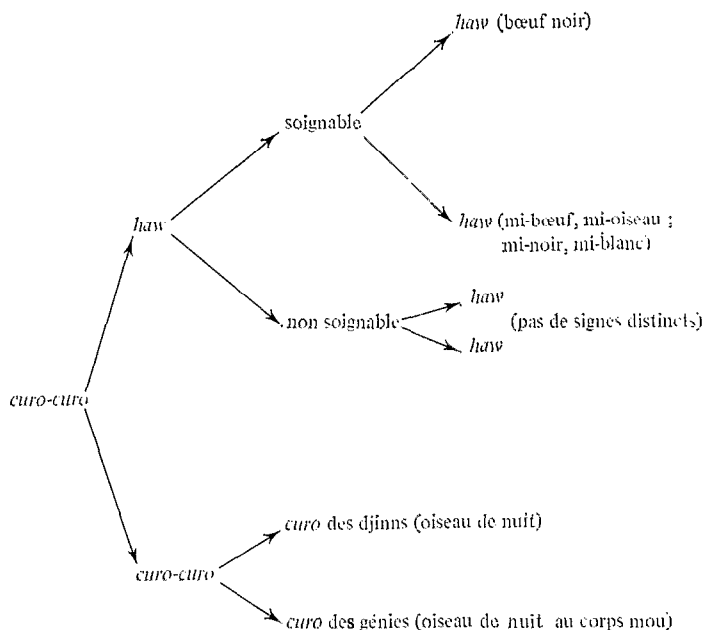 haw (bœuf noir)
soignable
haw
haw (mi-bœuf, mi-oiseau ;
mi-noir, mi-blanc)
non soignable
haw
(pas de signes distincts)
haw
curo-curo
curo des djinns (oiseau de nuit)
curo-curo
curo des génies (oiseau de nuit au corps mou)